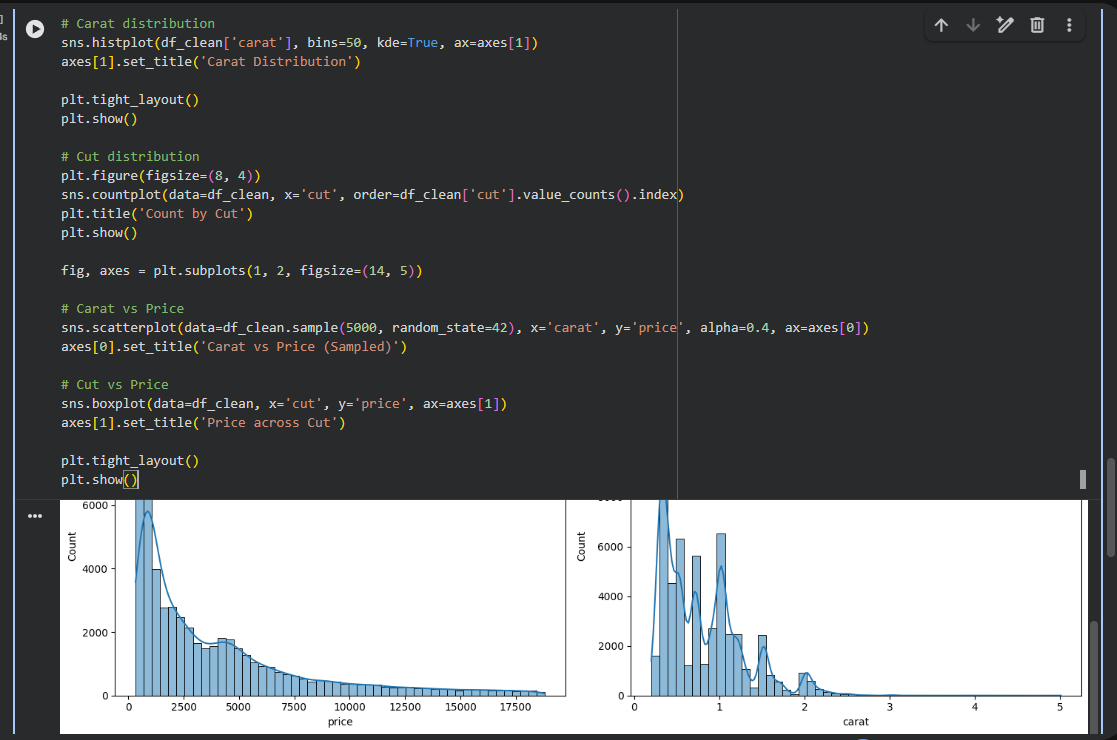 ]
4s
# Carat distribution
sns.histplot(df_clean['carat'], bins=50, kde=True, ax=axes[1])
axes[1].set_title('Carat Distribution')
plt.tight_layout()
plt.show()
# Cut distribution
plt.figure(figsize=(8, 4))
sns.countplot(data=df_clean, x='cut', order=df_clean['cut'].value_counts().index)
plt.title('Count by Cut')
plt.show()
fig, axes = plt.subplots(1, 2, figsize=(14, 5))
# Carat vs Price
sns.scatterplot(data=df_clean.sample(5000, random_state=42), x='carat', y='price', alpha=0.4, ax=axes[0])
axes[0].set_title('Carat vs Price (Sampled)')
# Cut vs Price
sns.boxplot(data=df_clean, x='cut', y='price', ax=axes[1])
axes[1].set_title('Price across Cut')
plt.tight_layout()
plt.show()
6000
4000
2000
0
Count
0 2500 5000 7500 10000 12500 15000 17500
price
6000
4000
2000
0
Count
0 1 2 3 4 5
carat